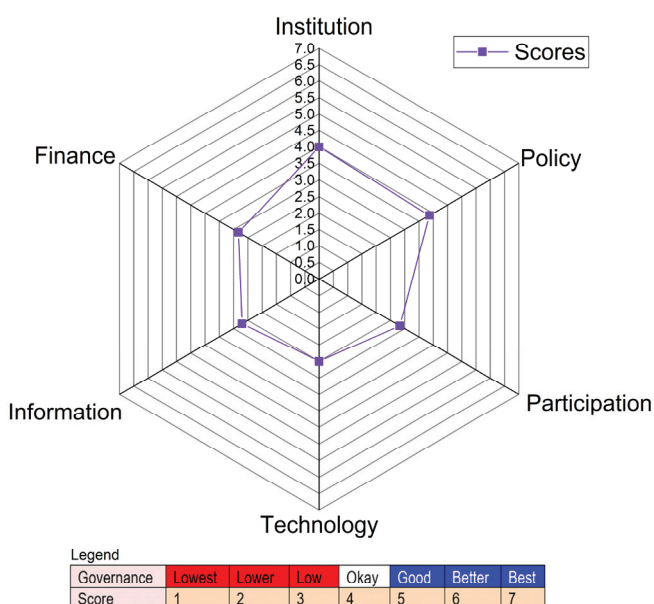 Institution
Scores
7.0
6.5
6.0
5.5
5.0
4.5
4.0
3.5
3.0
2.5
2.0
1.5
1.0
0.5
0.0
Finance
Policy
Information
Participation
Technology
Legend
Governance Lowest Lower Low Okay Good Better Best
Score 1 2 3 4 5 6 7